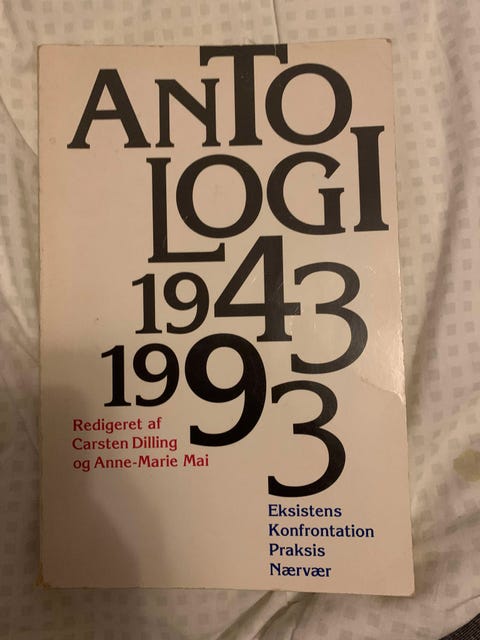 ANTO
LOGI
1943
1993
Redigeret af
Carsten Dilling
og Anne-Marie Mai
Eksistens
Konfrontation
Praksis
Nærvær